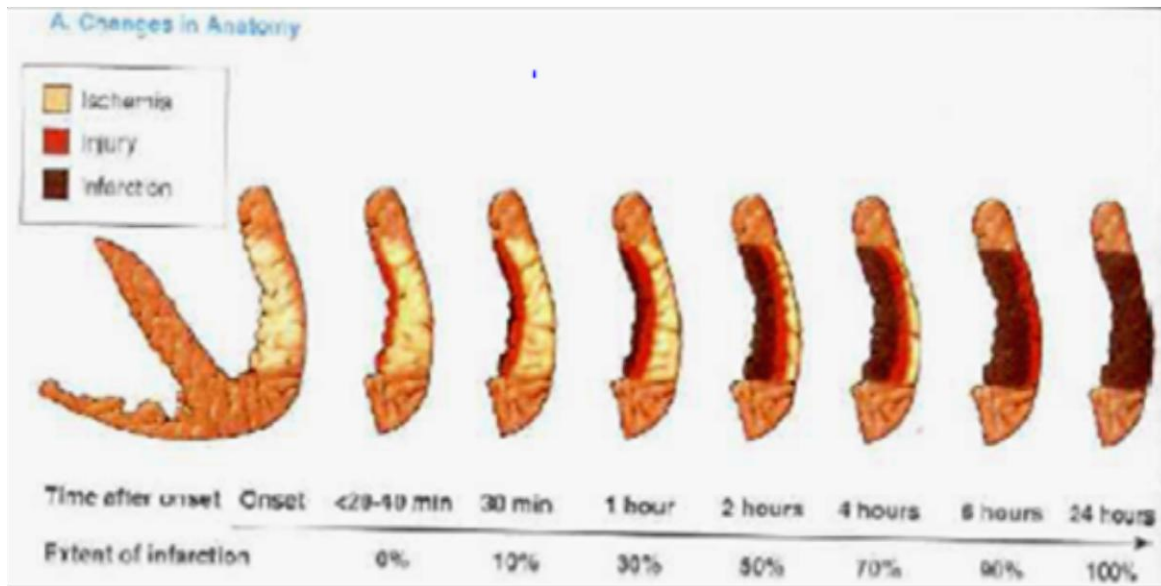 A. Changes in Anatomy
Ischemia
Injury
Infarction
Time after onset Onset <20-40 min 30 min 1 hour 2 hours 4 hours 6 hours 24 hours
Extent of infarction 0% 10% 30% 50% 70% 90% 100%